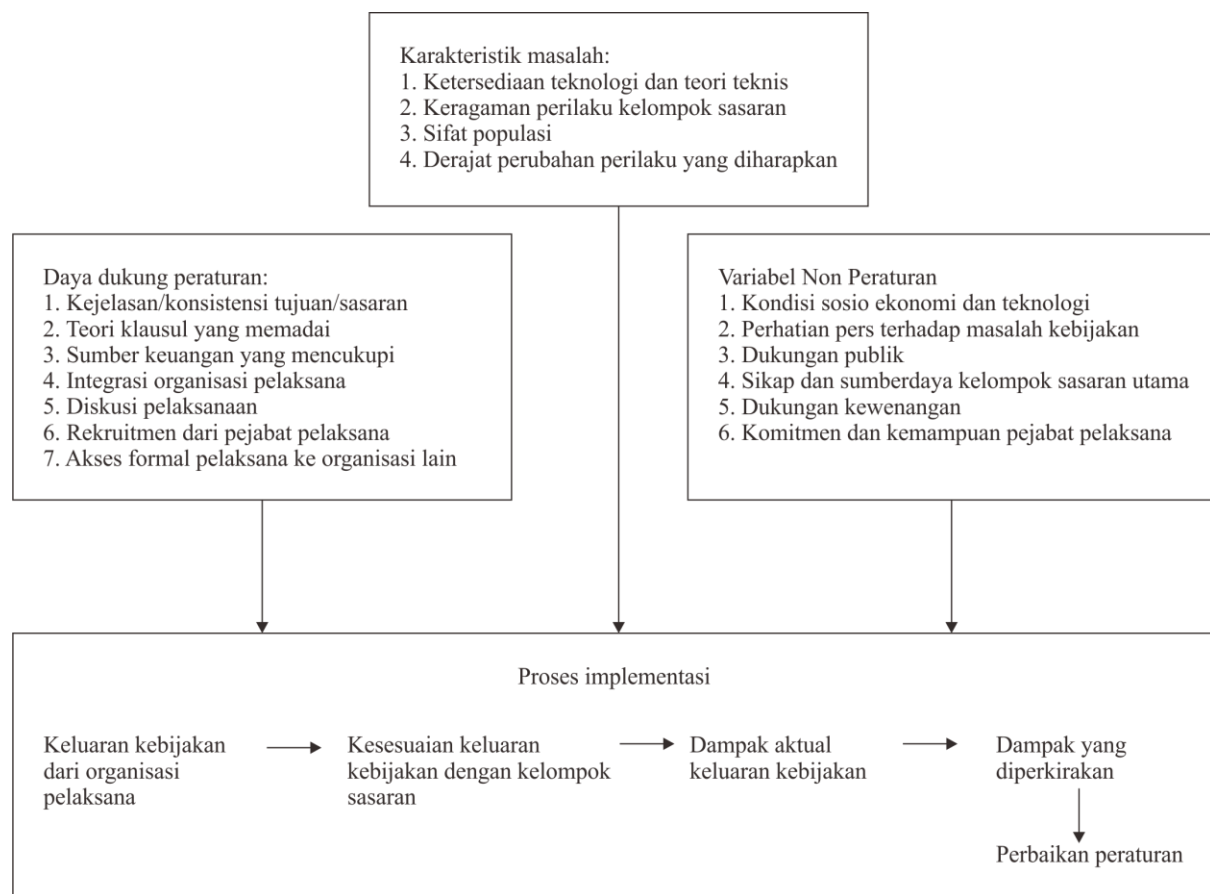 Karakteristik masalah:
1. Ketersediaan teknologi dan teori teknis
2. Keragaman perilaku kelompok sasaran
3. Sifat populasi
4. Derajat perubahan perilaku yang diharapkan
Daya dukung peraturan:
1. Kejelasan/konsistensi tujuan/sasaran
2. Teori klausul yang memadai
3. Sumber keuangan yang mencukupi
4. Integrasi organisasi pelaksana
5. Diskusi pelaksanaan
6. Rekruitmen dari pejabat pelaksana
7. Akses formal pelaksana ke organisasi lain
Variabel Non Peraturan
1. Kondisi sosio ekonomi dan teknologi
2. Perhatian pers terhadap masalah kebijakan
3. Dukungan publik
4. Sikap dan sumberdaya kelompok sasaran utama
5. Dukungan kewenangan
6. Komitmen dan kemampuan pejabat pelaksana
Proses implementasi
Keluaran kebijakan
dari organisasi
pelaksana
Kesesuaian keluaran
kebijakan dengan kelompok
sasaran
Dampak aktual
keluaran kebijakan
Dampak yang
diperkirakan
Perbaikan peraturan